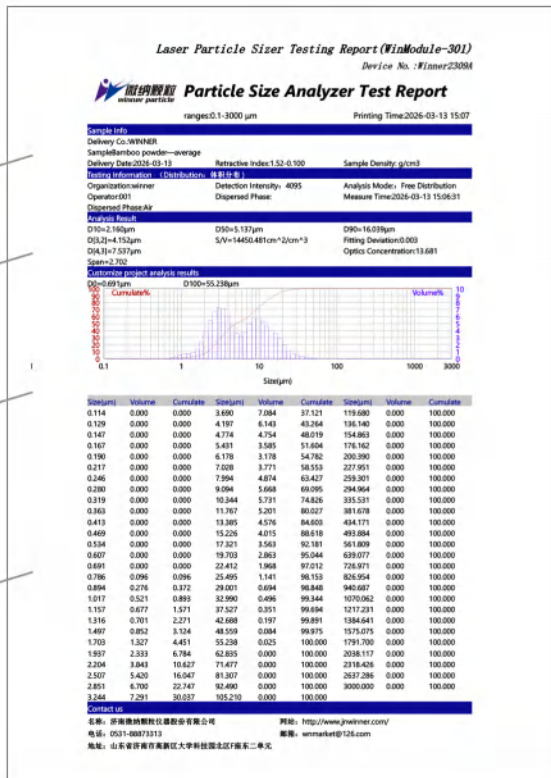 Laser Particle Sizer Testing Report(WinModule-301)
Device No.:Winner2309A
微纳颗粒
winner particle
Particle Size Analyzer Test Report
ranges:0.1-3000 μm Printing Time:2026-03-13 15:07
Sample Info
Delivery Co.:WINNER
SampleBamboo powder—average
Delivery Date:2026-03-13 Retractive Index:1.52-0.100 Sample Density: g/cm3
Testing Information （Distribution：体积分布）
Organization:winner Detection Intensity：4095 Analysis Mode:：Free Distribution
Operator:001 Dispersed Phase: Measure Time:2026-03-13 15:06:31
Dispersed Phase:Air
Analysis Result
D10=2.160μm D50=5.137μm D90=16.039μm
D[3,2]=4.152μm S/V=14450.481cm^2/cm^3 Fitting Deviation:0.003
D[4,3]=7.537μm Optics Concentration:13.681
Span=2.702
Customize project analysis results
D0=0.691μm D100=55.238μm
Cumulate% Volume%
100 10
90 9
80 8
70 7
60 6
50 5
40 4
30 3
20 2
10 1
0 0
0.1 1 10 100 1000 3000
Size(μm)
Size(μm) Volume Cumulate Size(μm) Volume Cumulate Size(μm) Volume Cumulate
0.114 0.000 0.000 3.690 7.084 37.121 119.680 0.000 100.000
0.129 0.000 0.000 4.197 6.143 43.264 136.140 0.000 100.000
0.147 0.000 0.000 4.774 4.754 48.019 154.863 0.000 100.000
0.167 0.000 0.000 5.431 3.585 51.604 176.162 0.000 100.000
0.190 0.000 0.000 6.178 3.178 54.782 200.390 0.000 100.000
0.217 0.000 0.000 7.028 3.771 58.553 227.951 0.000 100.000
0.246 0.000 0.000 7.994 4.874 63.427 259.301 0.000 100.000
0.280 0.000 0.000 9.094 5.668 69.095 294.964 0.000 100.000
0.319 0.000 0.000 10.344 5.731 74.826 335.531 0.000 100.000
0.363 0.000 0.000 11.767 5.201 80.027 381.678 0.000 100.000
0.413 0.000 0.000 13.385 4.576 84.603 434.171 0.000 100.000
0.469 0.000 0.000 15.226 4.015 88.618 493.884 0.000 100.000
0.534 0.000 0.000 17.321 3.563 92.181 561.809 0.000 100.000
0.607 0.000 0.000 19.703 2.863 95.044 639.077 0.000 100.000
0.691 0.000 0.000 22.412 1.968 97.012 726.971 0.000 100.000
0.786 0.096 0.096 25.495 1.141 98.153 826.954 0.000 100.000
0.894 0.276 0.372 29.001 0.694 98.848 940.687 0.000 100.000
1.017 0.521 0.893 32.990 0.496 99.344 1070.062 0.000 100.000
1.157 0.677 1.571 37.527 0.351 99.694 1217.231 0.000 100.000
1.316 0.701 2.271 42.688 0.197 99.891 1384.641 0.000 100.000
1.497 0.852 3.124 48.559 0.084 99.975 1575.075 0.000 100.000
1.703 1.327 4.451 55.238 0.025 100.000 1791.700 0.000 100.000
1.937 2.333 6.784 62.835 0.000 100.000 2038.117 0.000 100.000
2.204 3.843 10.627 71.477 0.000 100.000 2318.426 0.000 100.000
2.507 5.420 16.047 81.307 0.000 100.000 2637.286 0.000 100.000
2.851 6.700 22.747 92.490 0.000 100.000 3000.000 0.000 100.000
3.244 7.291 30.037 105.210 0.000 100.000
Contact us
名称：济南微纳颗粒仪器股份有限公司 网站：http://www.jnwinner.com/
电话：0531-88873313 邮箱：wnmarket@126.com
地址：山东省济南市高新区大学科技园北区F座东二单元